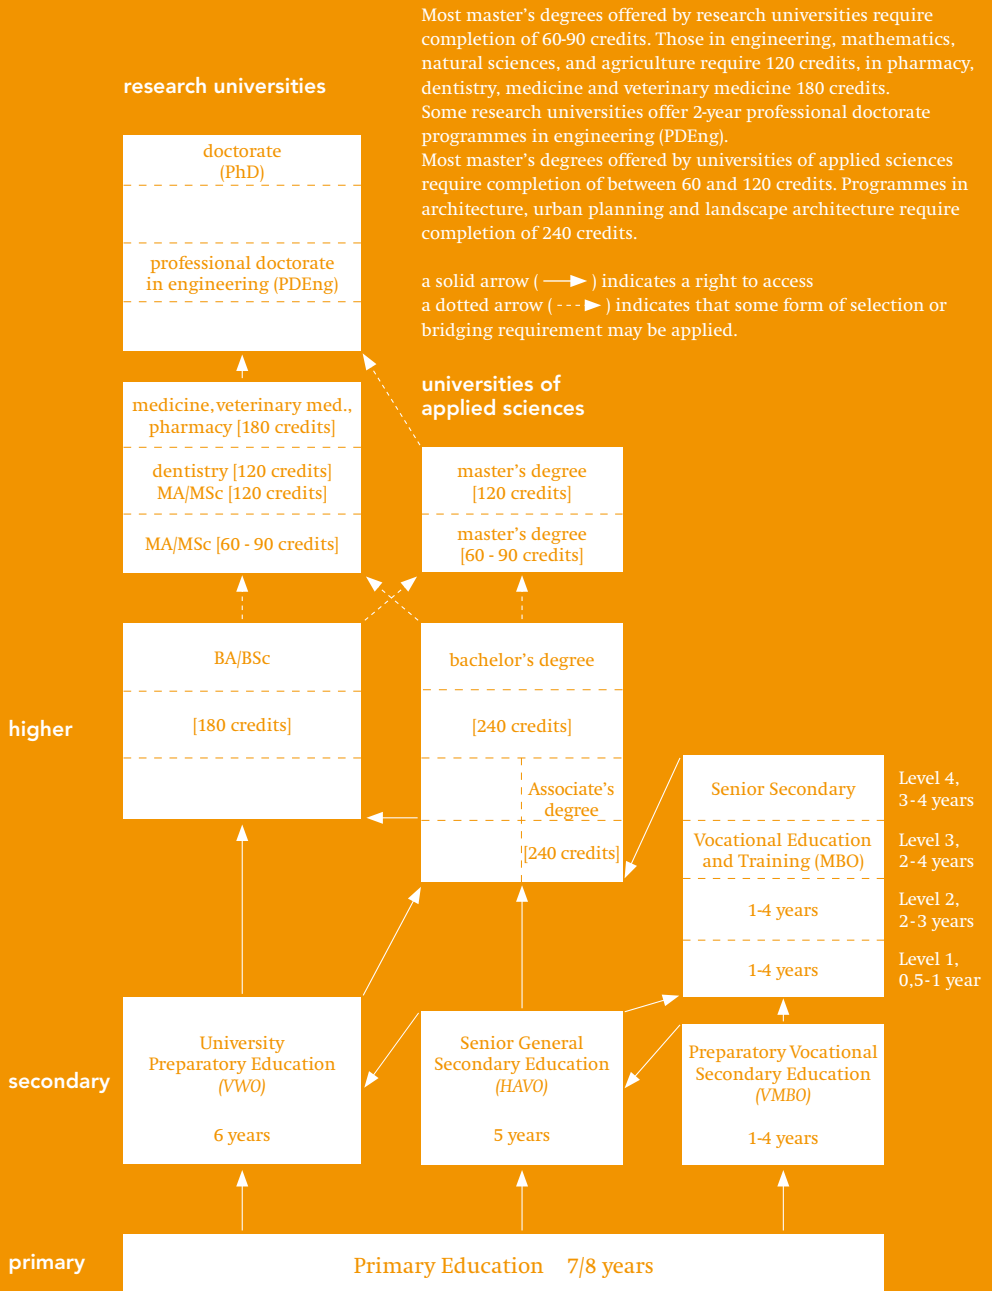 Most master's degrees offered by research universities require
completion of 60-90 credits. Those in engineering, mathematics,
natural sciences, and agriculture require 120 credits, in pharmacy,
dentistry, medicine and veterinary medicine 180 credits.
Some research universities offer 2-year professional doctorate
programmes in engineering (PDEng).
Most master's degrees offered by universities of applied sciences
require completion of between 60 and 120 credits. Programmes in
architecture, urban planning and landscape architecture require
completion of 240 credits.
a solid arrow ( ) indicates a right to access
a dotted arrow ( ) indicates that some form of selection or
bridging requirement may be applied.
research universities
doctorate
(PhD)
professional doctorate
in engineering (PDEng)
medicine, veterinary med.,
pharmacy [180 credits]
dentistry [120 credits]
MA/MSc [120 credits]
MA/MSc [60 - 90 credits]
universities of
applied sciences
master's degree
[120 credits]
master's degree
[60 - 90 credits]
higher
BA/BSc
[180 credits]
bachelor's degree
[240 credits]
Associate's
degree
[240 credits]
Senior Secondary
Vocational Education
and Training (MBO)
1-4 years
1-4 years
Level 4,
3-4 years
Level 3,
2-4 years
Level 2,
2-3 years
Level 1,
0,5-1 year
secondary
University
Preparatory Education
(VWO)
6 years
Senior General
Secondary Education
(HAVO)
5 years
Preparatory Vocational
Secondary Education
(VMBO)
1-4 years
primary
Primary Education 7/8 years